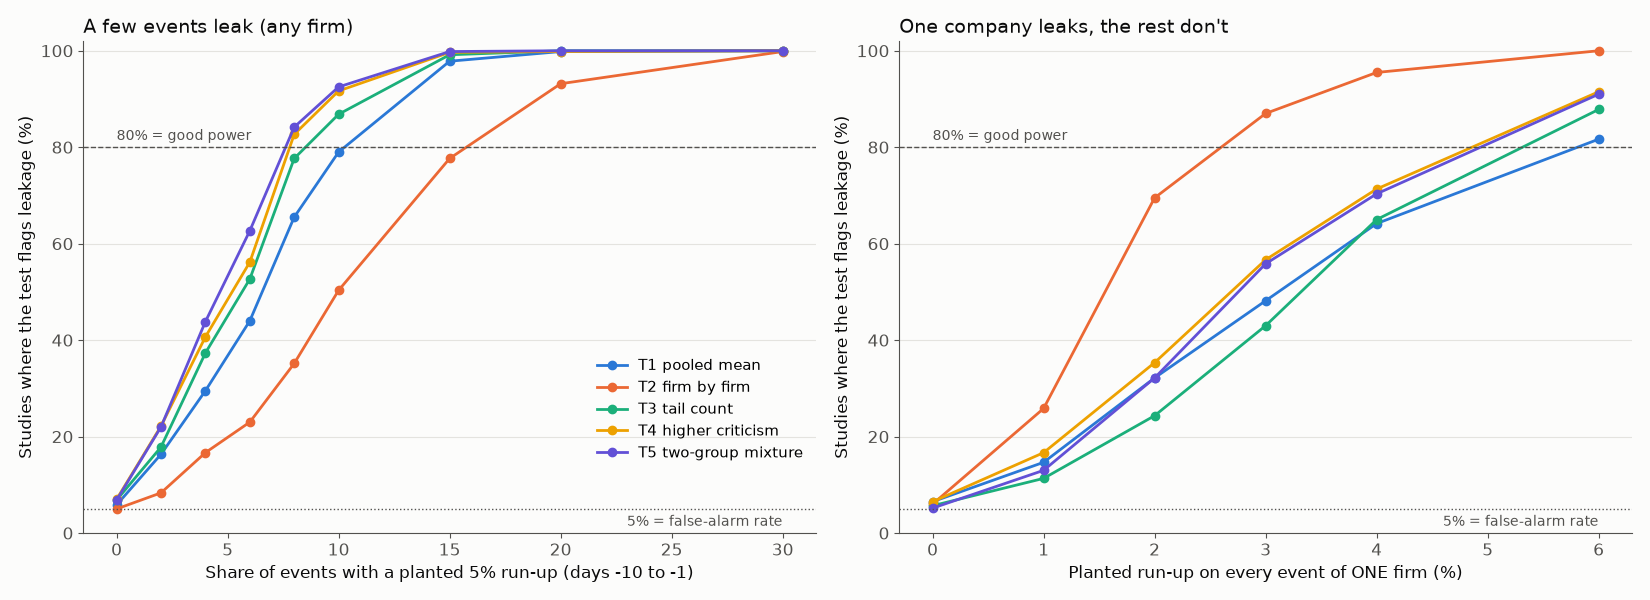 A few events leak (any firm)
Studies where the test flags leakage (%)
100
80
60
40
20
0
80% = good power
T1 pooled mean
T2 firm by firm
T3 tail count
T4 higher criticism
T5 two-group mixture
5% = false-alarm rate
0 5 10 15 20 25 30
Share of events with a planted 5% run-up (days -10 to -1)
One company leaks, the rest don't
Studies where the test flags leakage (%)
100
80
60
40
20
0
80% = good power
5% = false-alarm rate
0 1 2 3 4 5 6
Planted run-up on every event of ONE firm (%)